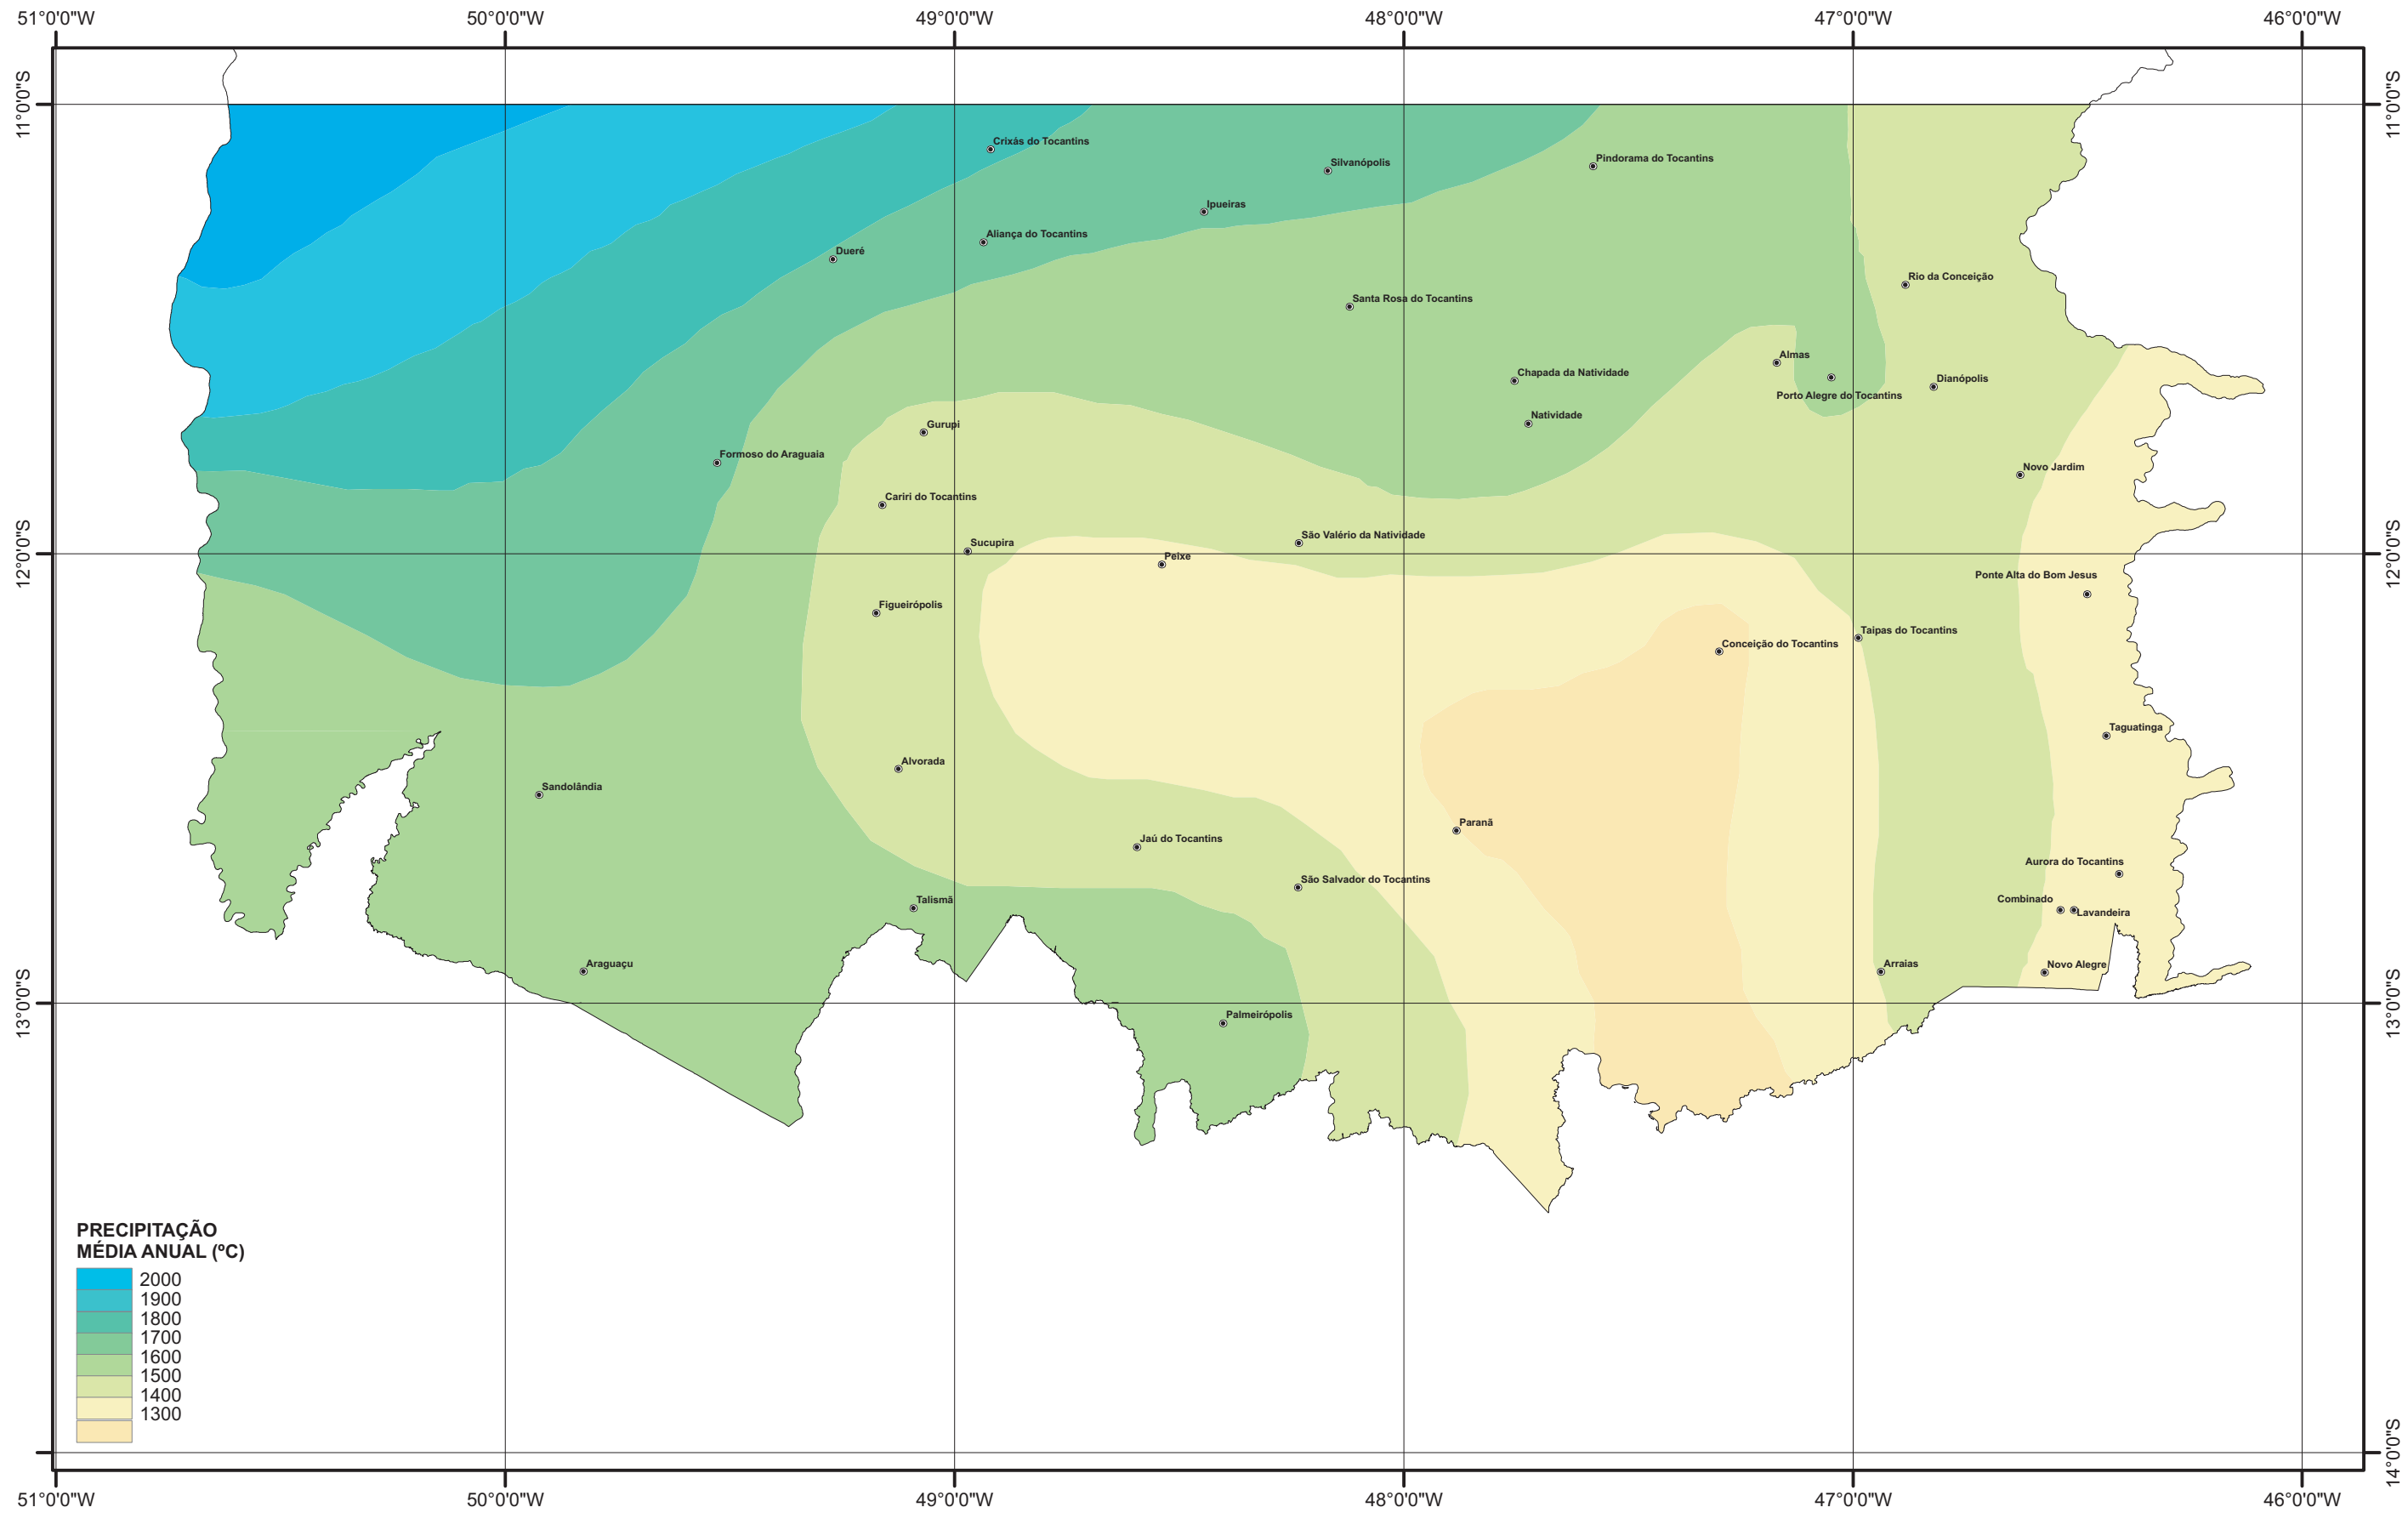 51°0'0"W
50°0'0"W
49°0'0"W
48°0'0"W
47°0'0"W
46°0'0"W
11°0'0"S
11°0'0"S
Crixás do Tocantins
Silvanópolis
Pindorama do Tocantins
Ipueiras
Aliança do Tocantins
Dueré
Rio da Conceição
Santa Rosa do Tocantins
Almas
Chapada da Natividade
Dianópolis
Porto Alegre do Tocantins
Natividade
Gurupi
Formoso do Araguaia
Novo Jardim
Cariri do Tocantins
São Valério da Natividade
Sucupira
12°0'0"S
12°0'0"S
Peixe
Ponte Alta do Bom Jesus
Figueirópolis
Taipas do Tocantins
Conceição do Tocantins
Taguatinga
Alvorada
Sandolândia
Paranã
Jaú do Tocantins
Aurora do Tocantins
São Salvador do Tocantins
Combinado
Talismã
Lavandeira
Araguaçu
Arraias
Novo Alegre
13°0'0"S
13°0'0"S
Palmeirópolis
PRECIPITAÇÃO
MÉDIA ANUAL (ºC)
2000
1900
1800
1700
1600
1500
1400
1300
14°0'0"S
51°0'0"W
50°0'0"W
49°0'0"W
48°0'0"W
47°0'0"W
46°0'0"W